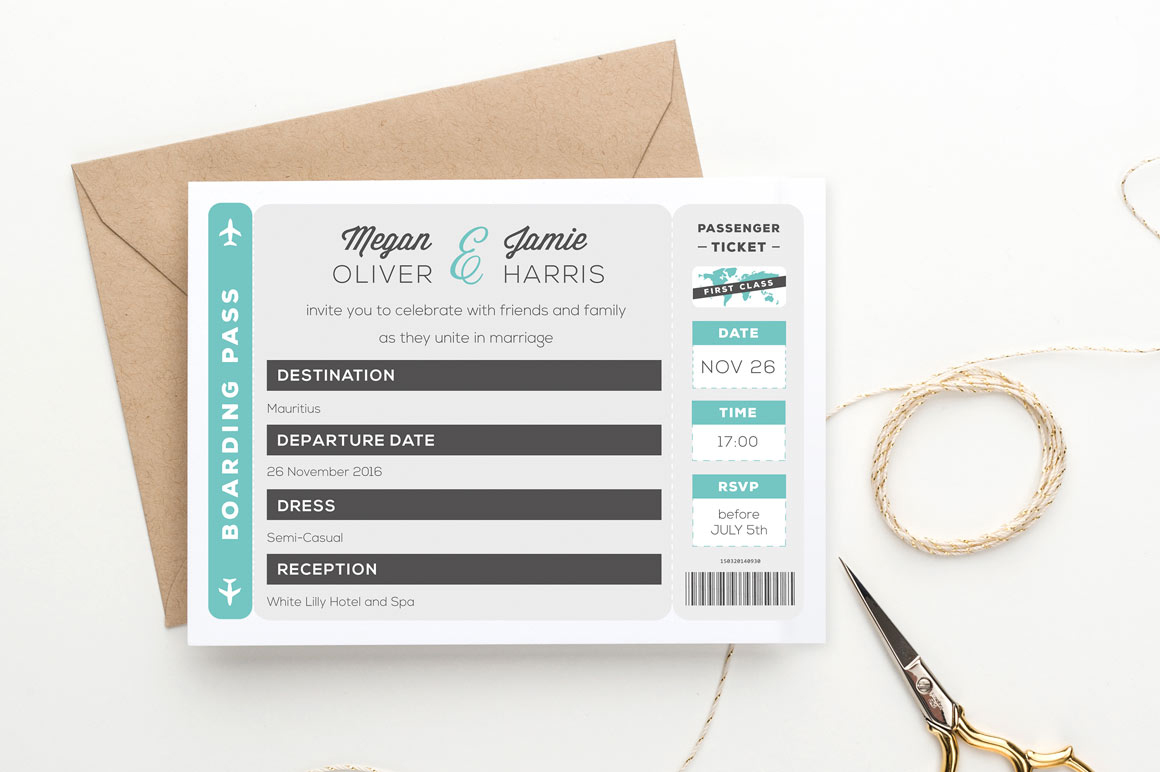 BOARDING PASS
Megan & Jamie
OLIVER HARRIS
invite you to celebrate with friends and family
as they unite in marriage
DESTINATION
Mauritius
DEPARTURE DATE
26 November 2016
DRESS
Semi-Casual
RECEPTION
White Lilly Hotel and Spa
PASSENGER
– TICKET –
FIRST CLASS
DATE
NOV 26
TIME
17:00
RSVP
before
JULY 5th
150320140930